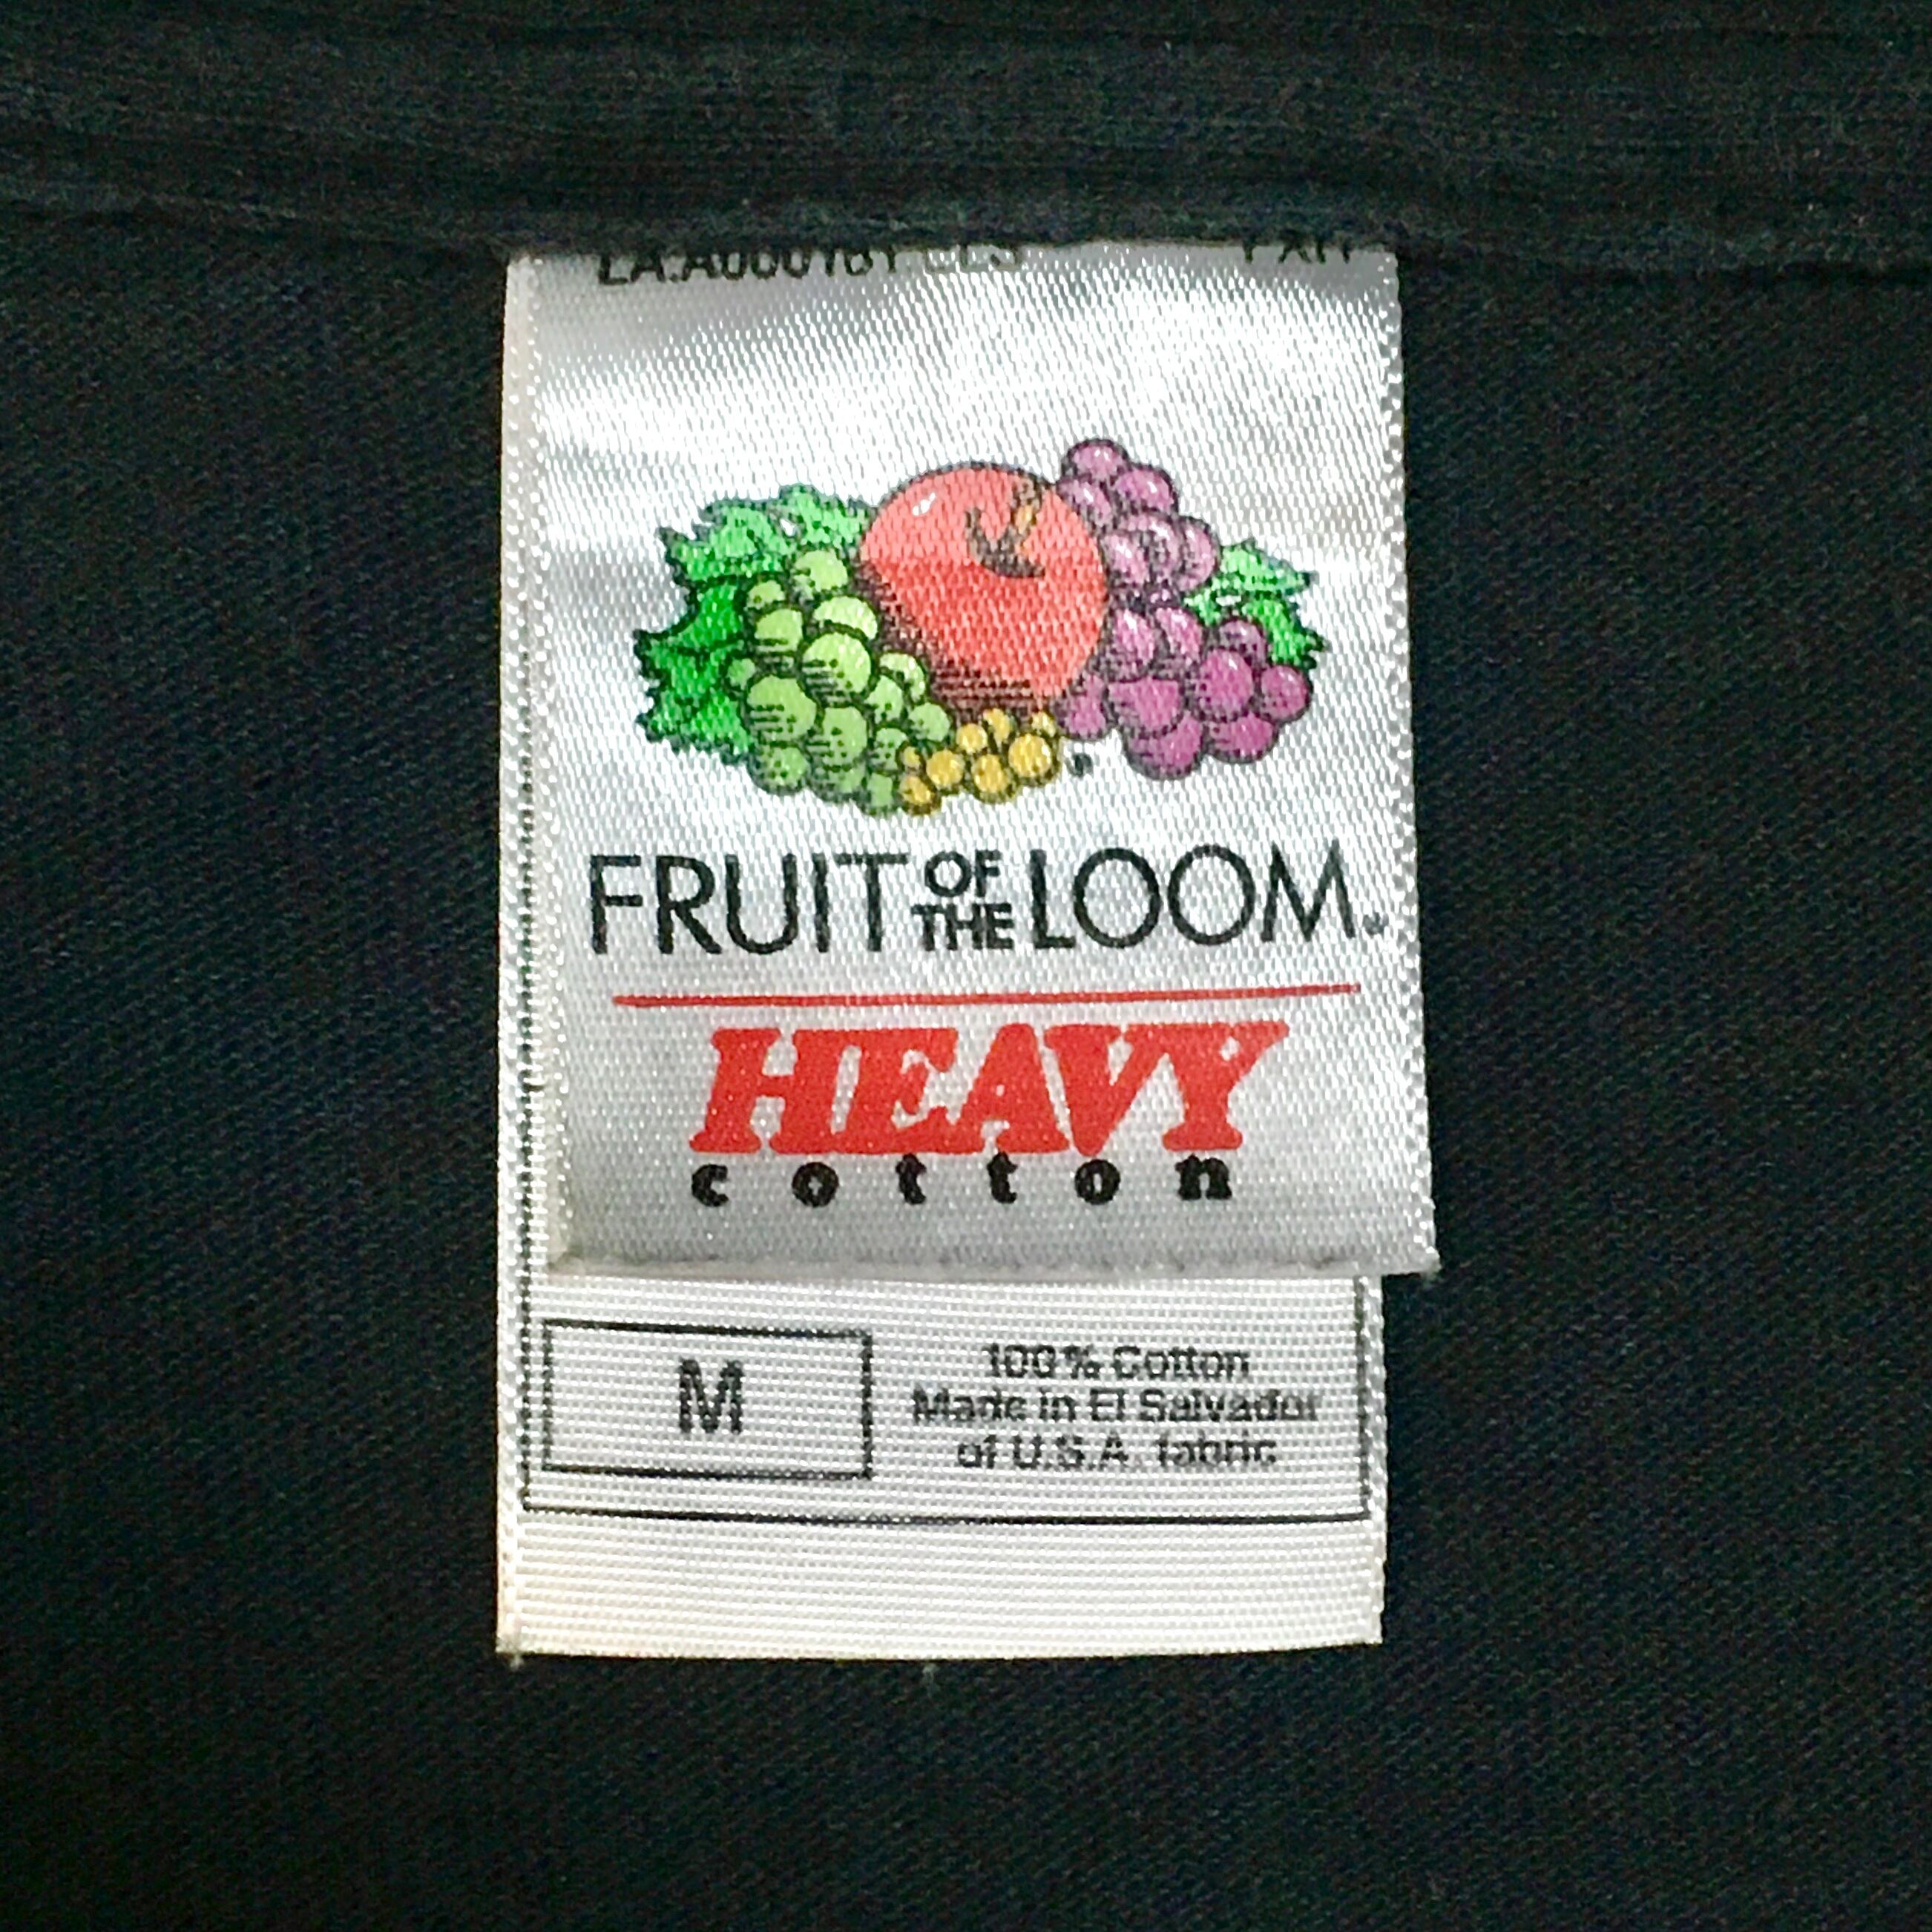 FRUIT OF THE LOOM
HEAVY
cotton
M
100% Cotton
Made in El Salvador
of U.S.A. fabric